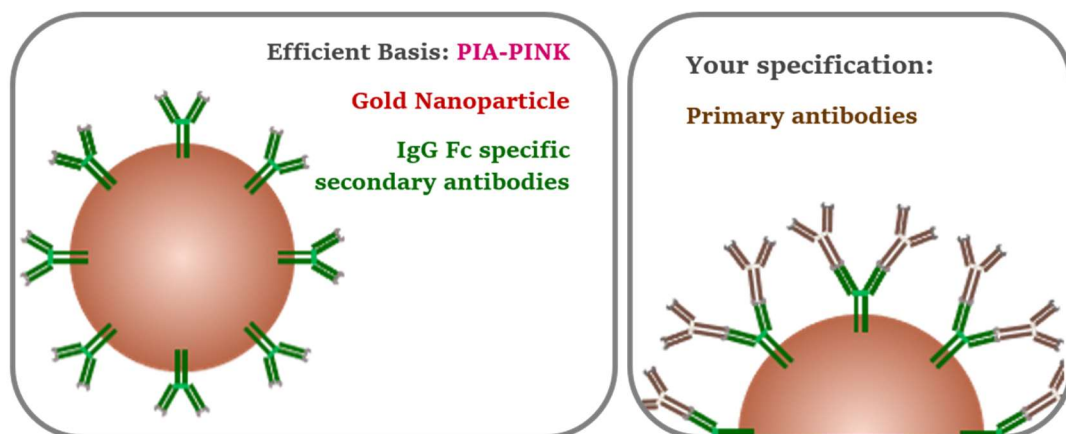 Efficient Basis: PIA-PINK
Gold Nanoparticle
IgG Fc specific
secondary antibodies
Your specification:
Primary antibodies